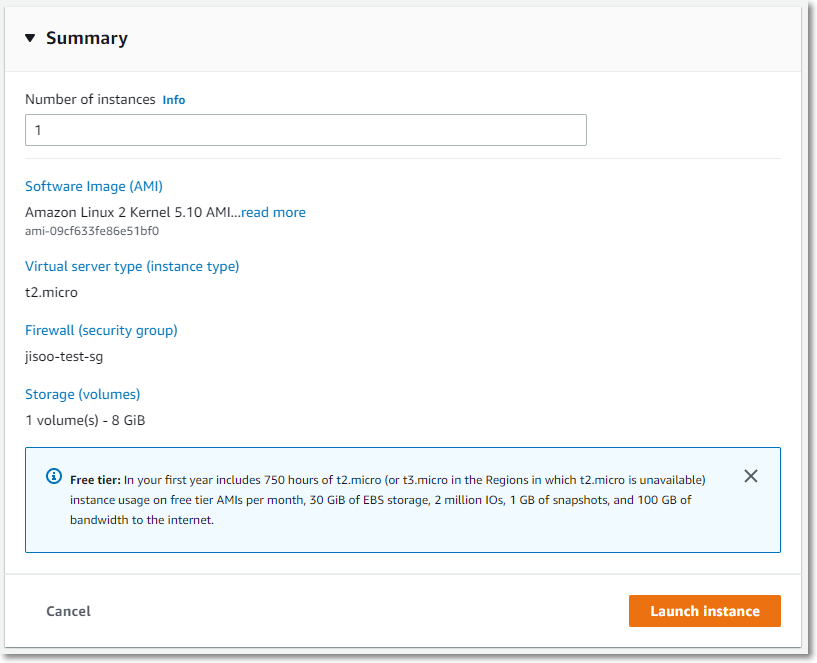 Summary
Number of instances Info
1
Software Image (AMI)
Amazon Linux 2 Kernel 5.10 AMI...read more
ami-09cf633fe86e51bf0
Virtual server type (instance type)
t2.micro
Firewall (security group)
jisoo-test-sg
Storage (volumes)
1 volume(s) - 8 GiB
Free tier: In your first year includes 750 hours of t2.micro (or t3.micro in the Regions in which t2.micro is unavailable)
instance usage on free tier AMIs per month, 30 GiB of EBS storage, 2 million IOs, 1 GB of snapshots, and 100 GB of
bandwidth to the internet.
Cancel
Launch instance